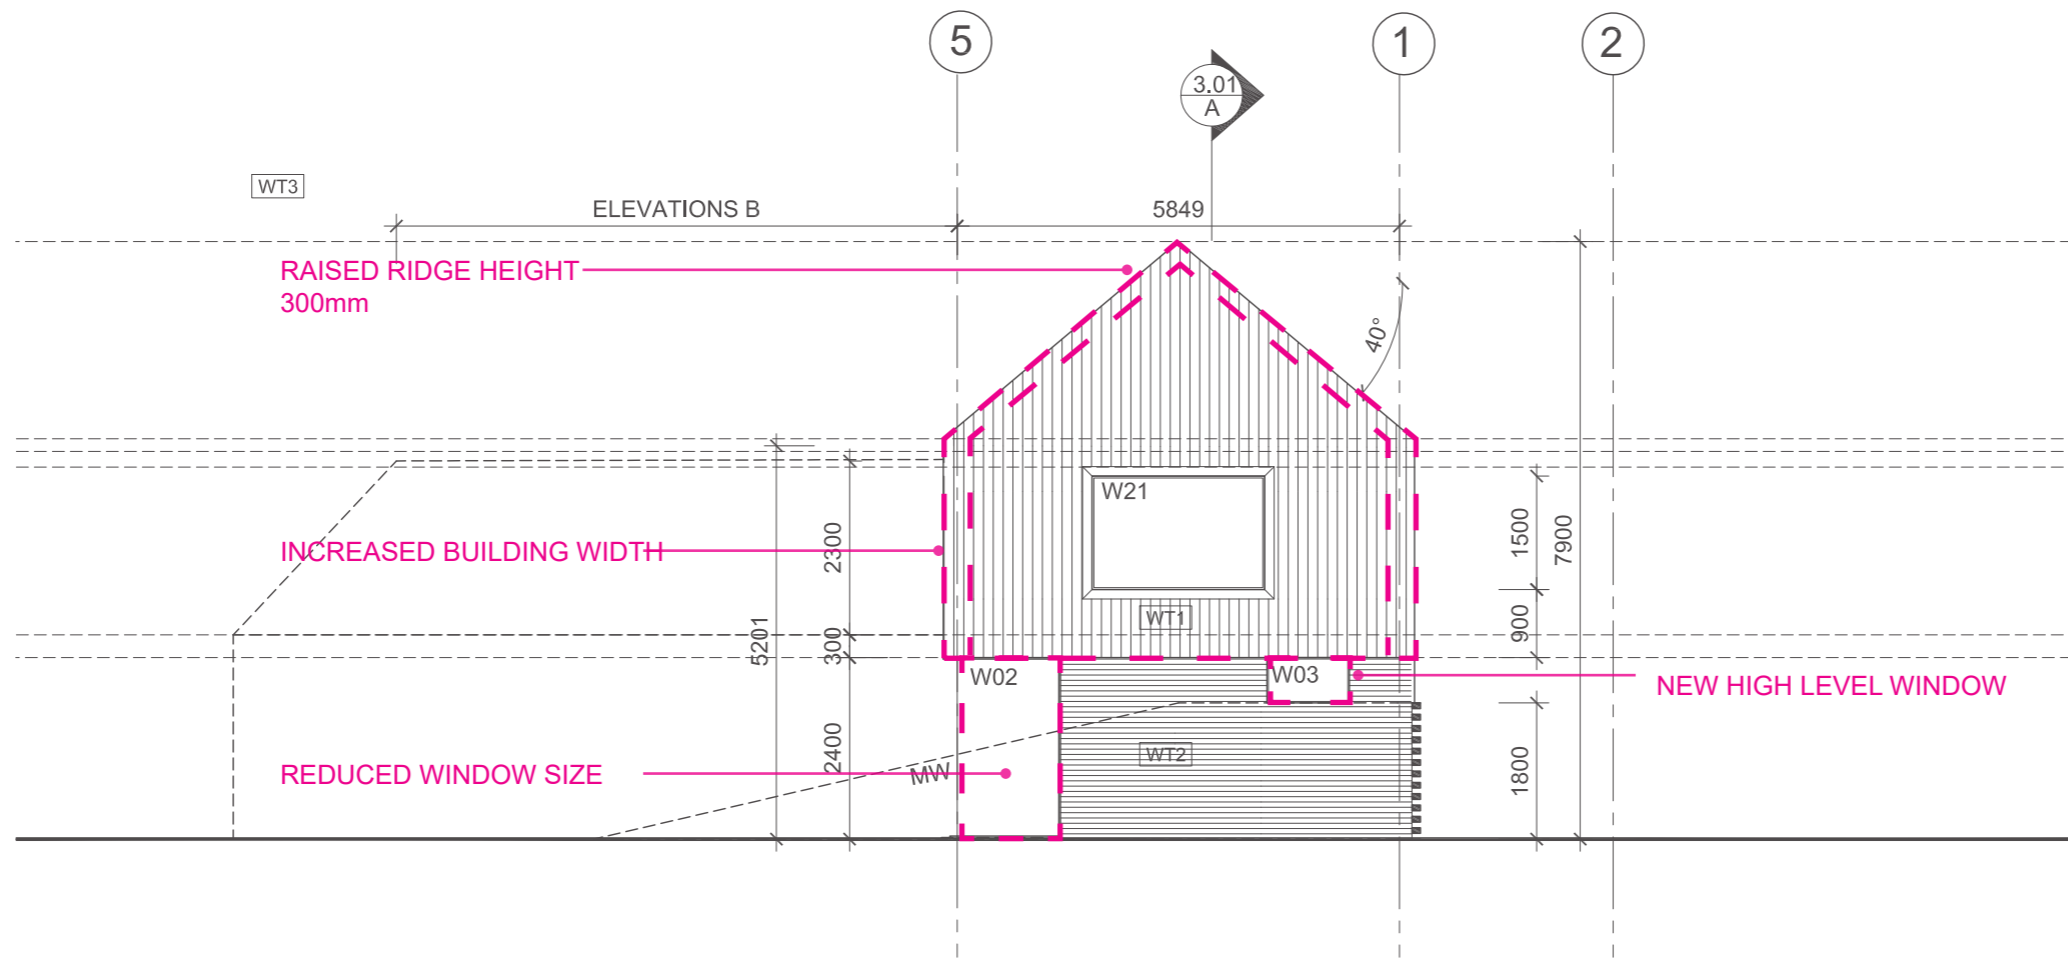 5
1
2
3.01
A
WT3
ELEVATIONS B
5849
RAISED RIDGE HEIGHT
300mm
40°
W21
1500
7900
2300
INCREASED BUILDING WIDTH
WT1
900
5201
300
W02
W03
NEW HIGH LEVEL WINDOW
2400
WT2
MW
REDUCED WINDOW SIZE
1800